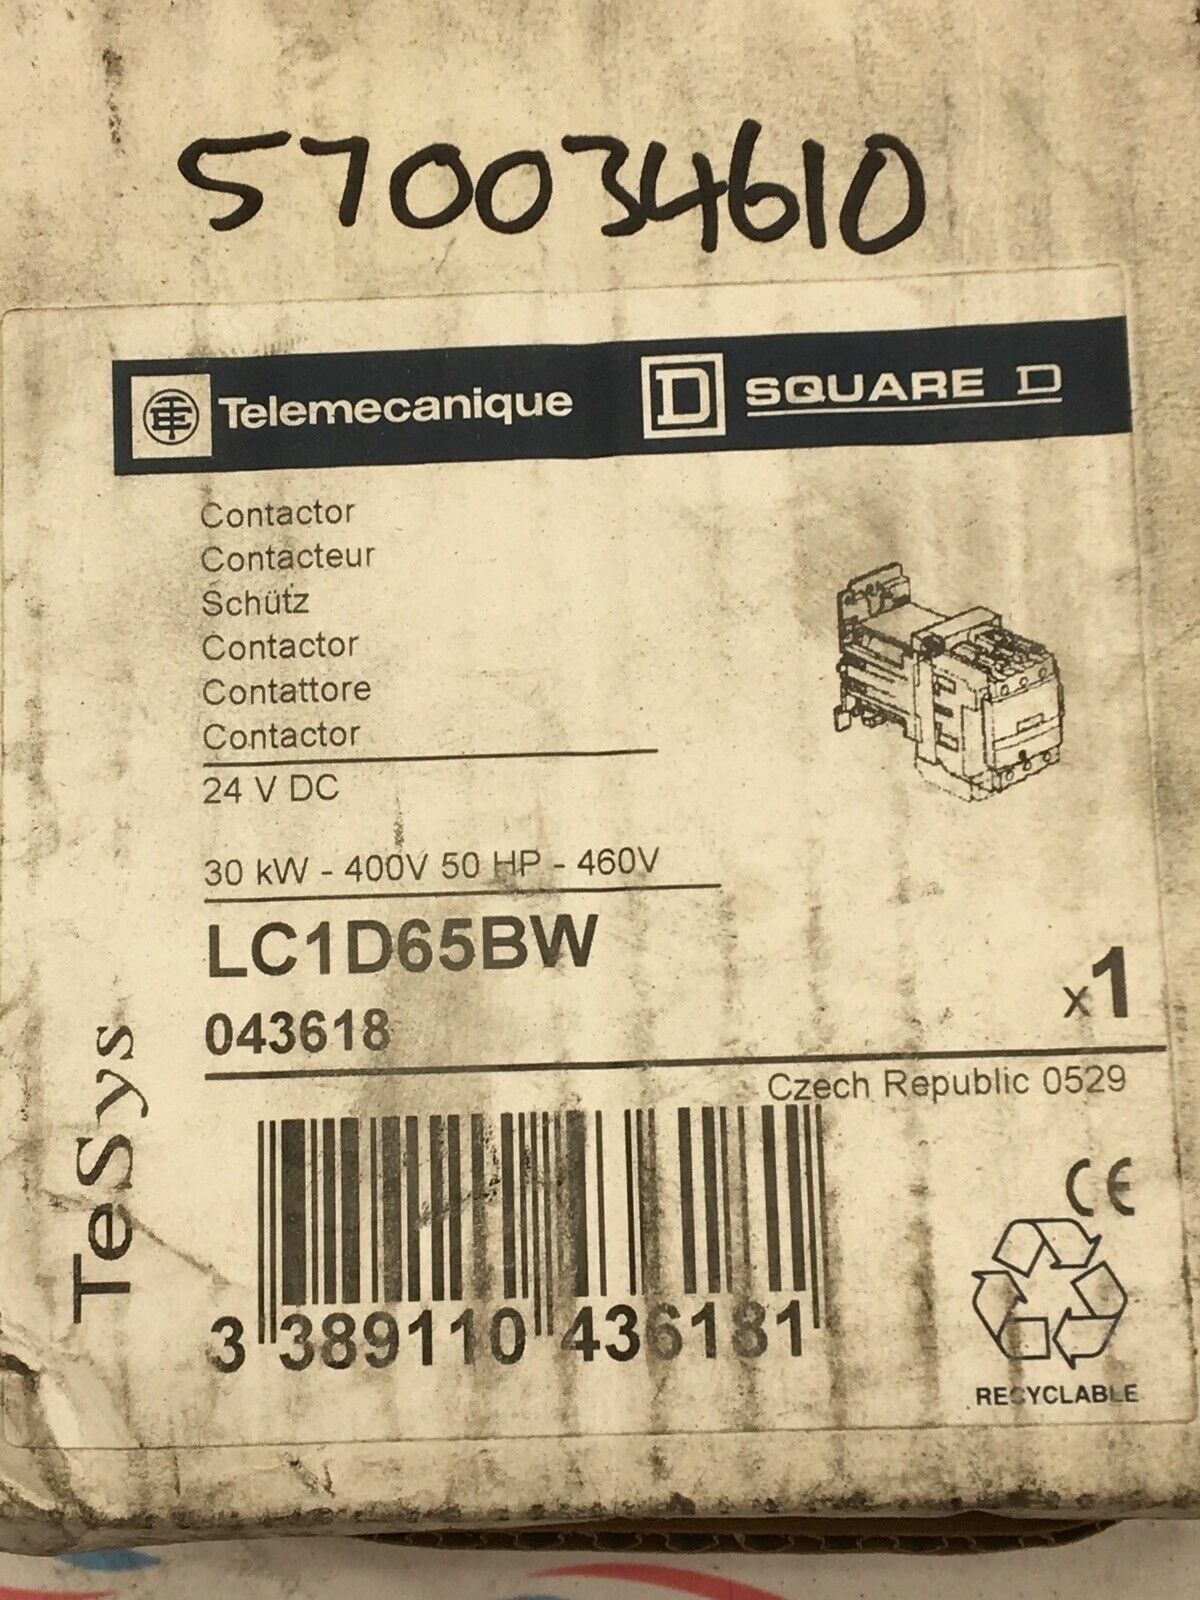 570034610
Telemecanique D SQUARE D
Contactor
Contacteur
Schütz
Contactor
Contattore
Contactor
24 V DC
30 kW - 400V 50 HP - 460V
LC1D65BW
x1
043618
Czech Republic 0529
TeSys
CE
3 389110 436181
RECYCLABLE